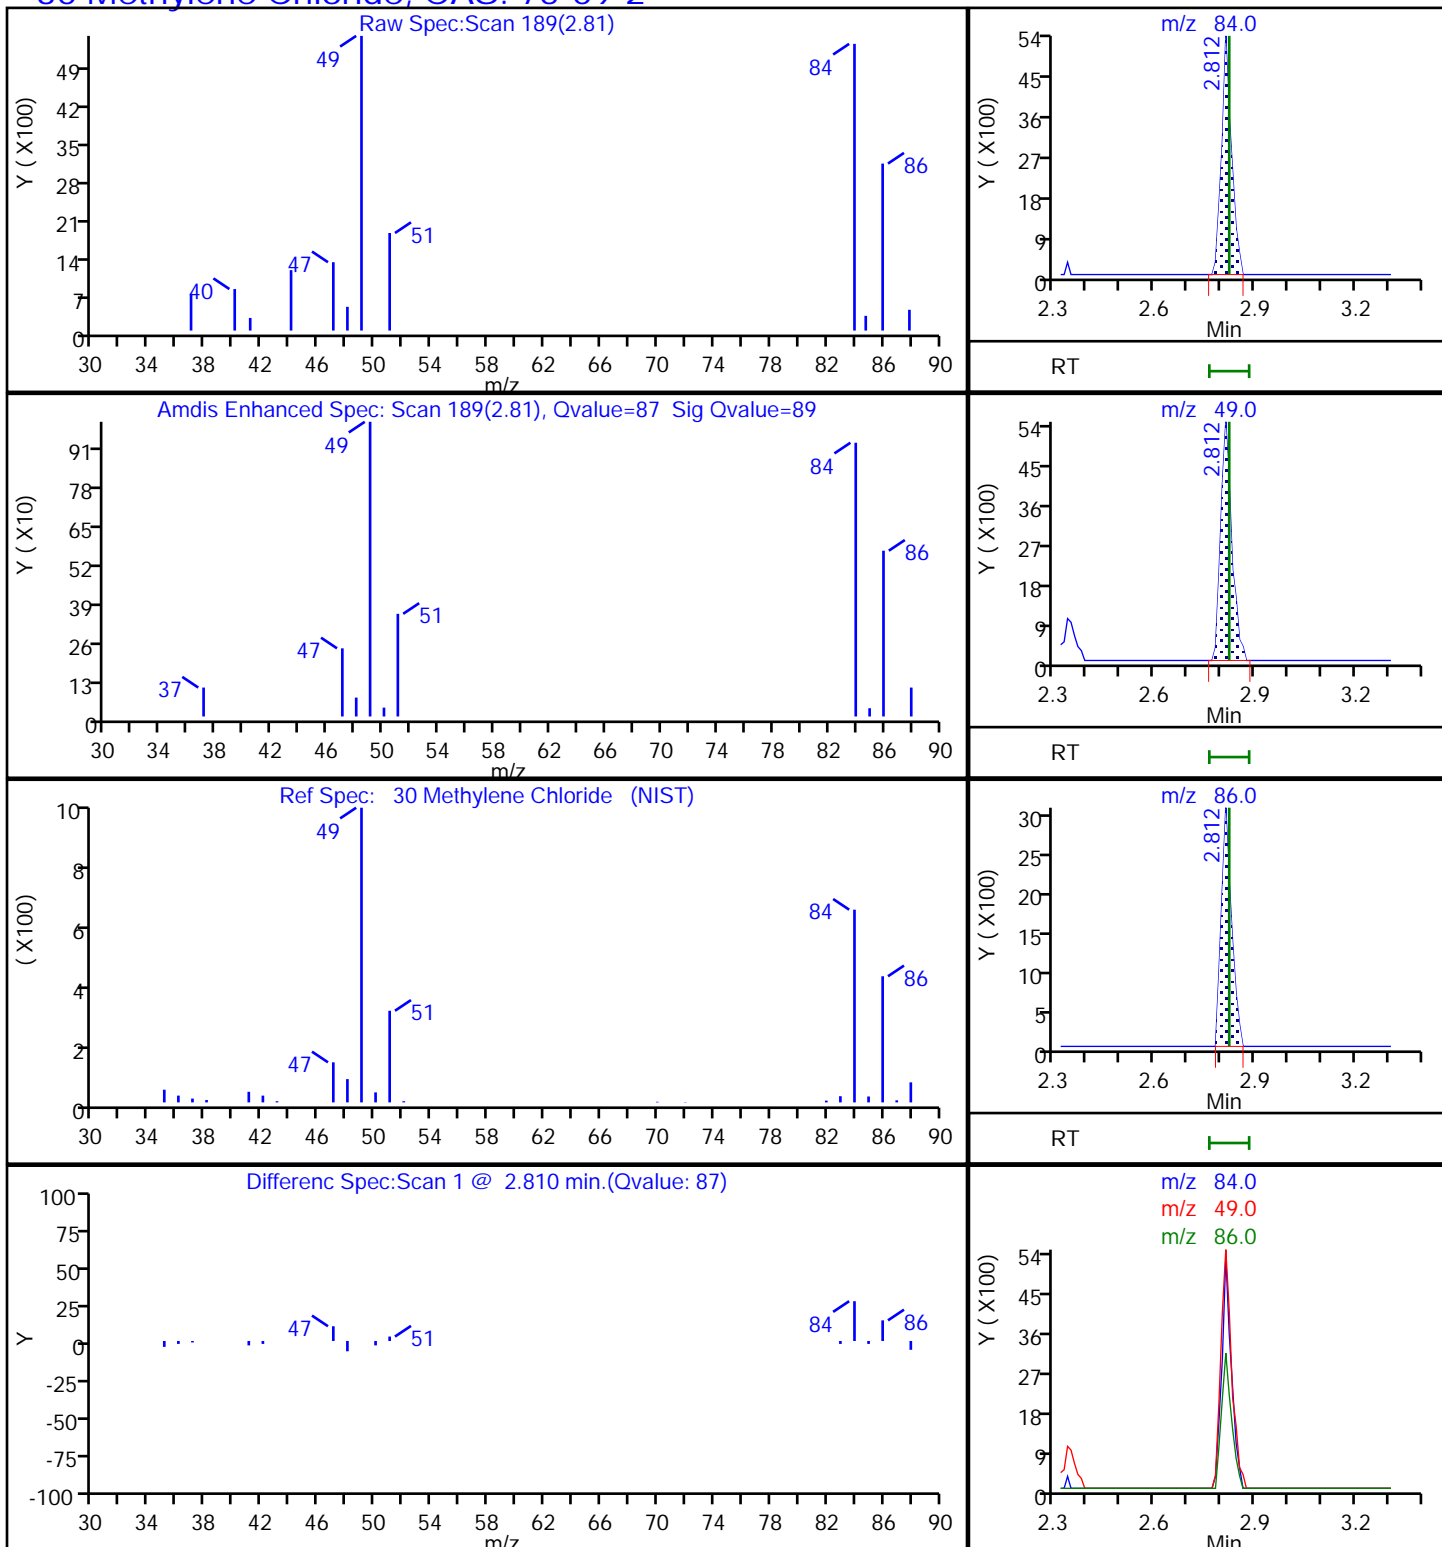 30 Methylene Chloride, CAS: 75-09-2
Raw Spec:Scan 189(2.81)
Y ( X100)
49
42
35
28
21
14
7
0
40
47
49
51
84
86
30 34 38 42 46 50 54 58 62 66 70 74 78 82 86 90
m/z
m/z 84.0
Y ( X100)
54
45
36
27
18
9
0
2.812
2.3 2.6 2.9 3.2
Min
RT
Amdis Enhanced Spec: Scan 189(2.81), Qvalue=87 Sig Qvalue=89
Y ( X10)
91
78
65
52
39
26
13
0
37
47
49
51
84
86
30 34 38 42 46 50 54 58 62 66 70 74 78 82 86 90
m/z
m/z 49.0
Y ( X100)
54
45
36
27
18
9
0
2.812
2.3 2.6 2.9 3.2
Min
RT
Ref Spec: 30 Methylene Chloride (NIST)
( X100)
10
8
6
4
2
0
47
49
51
84
86
30 34 38 42 46 50 54 58 62 66 70 74 78 82 86 90
m/z 86.0
Y ( X100)
30
25
20
15
10
5
0
2.812
2.3 2.6 2.9 3.2
Min
RT
Differenc Spec:Scan 1 @ 2.810 min.(Qvalue: 87)
Y
100
75
50
25
0
-25
-50
-75
-100
47
51
84
86
30 34 38 42 46 50 54 58 62 66 70 74 78 82 86 90
m/z
m/z 84.0
m/z 49.0
m/z 86.0
Y ( X100)
54
45
36
27
18
9
0
2.3 2.6 2.9 3.2
Min